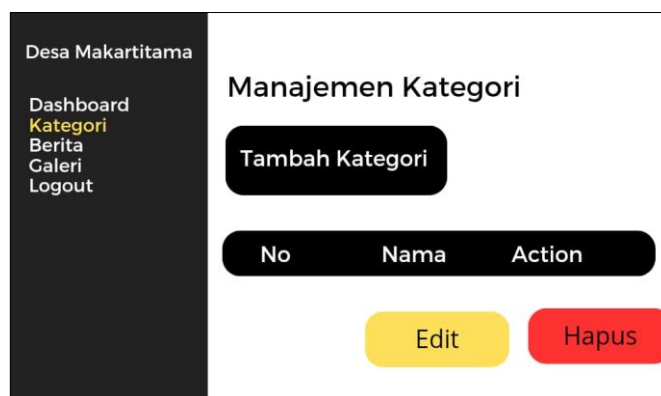 Desa Makartitama
Dashboard
Kategori
Berita
Galeri
Logout
Manajemen Kategori
Tambah Kategori
No Nama Action
Edit Hapus